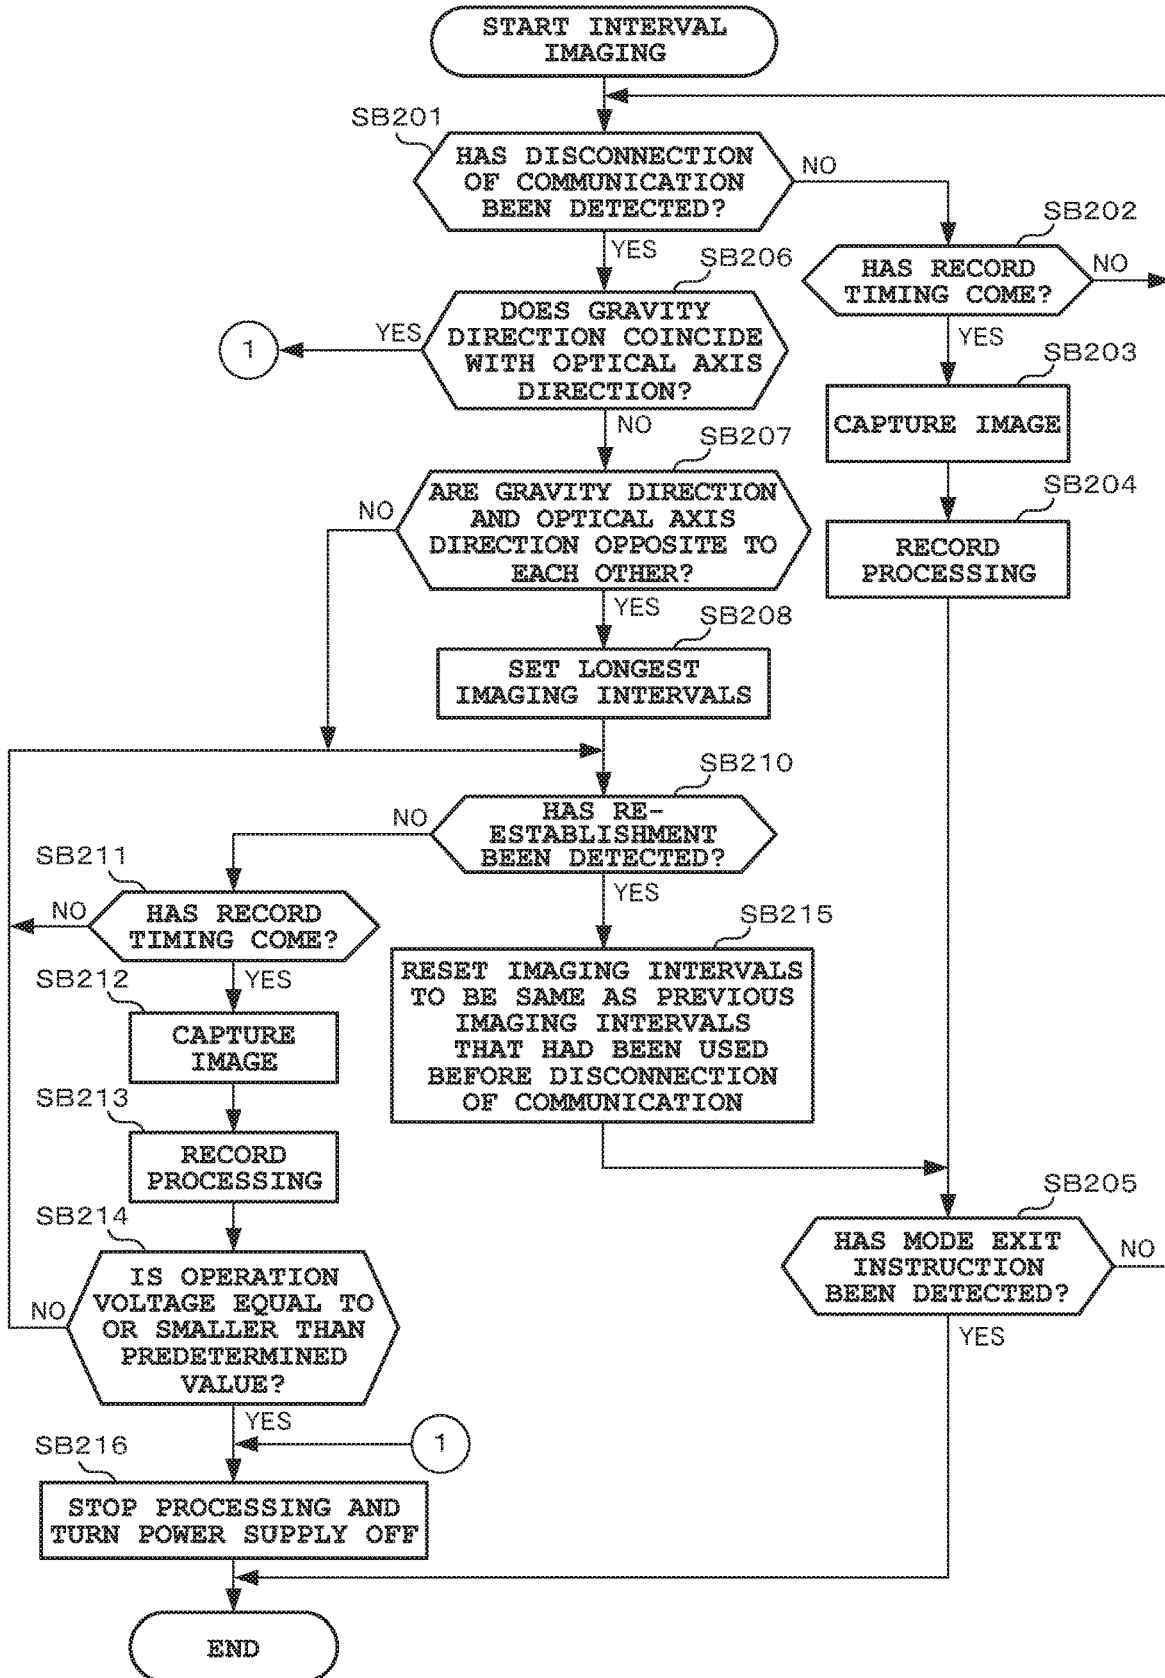 START INTERVAL
IMAGING
SB201
HAS DISCONNECTION
OF COMMUNICATION
BEEN DETECTED?
NO
YES
SB202
HAS RECORD
TIMING COME?
NO
YES
SB206
DOES GRAVITY
DIRECTION COINCIDE
WITH OPTICAL AXIS
DIRECTION?
YES
1
NO
SB203
CAPTURE IMAGE
SB207
ARE GRAVITY DIRECTION
AND OPTICAL AXIS
DIRECTION OPPOSITE TO
EACH OTHER?
NO
YES
SB204
RECORD
PROCESSING
SB208
SET LONGEST
IMAGING INTERVALS
SB210
HAS RE-
ESTABLISHMENT
BEEN DETECTED?
NO
YES
SB211
HAS RECORD
TIMING COME?
NO
YES
SB215
RESET IMAGING INTERVALS
TO BE SAME AS PREVIOUS
IMAGING INTERVALS
THAT HAD BEEN USED
BEFORE DISCONNECTION
OF COMMUNICATION
SB212
CAPTURE
IMAGE
SB213
RECORD
PROCESSING
SB205
HAS MODE EXIT
INSTRUCTION
BEEN DETECTED?
NO
YES
SB214
IS OPERATION
VOLTAGE EQUAL TO
OR SMALLER THAN
PREDETERMINED
VALUE?
NO
YES
1
SB216
STOP PROCESSING AND
TURN POWER SUPPLY OFF
END